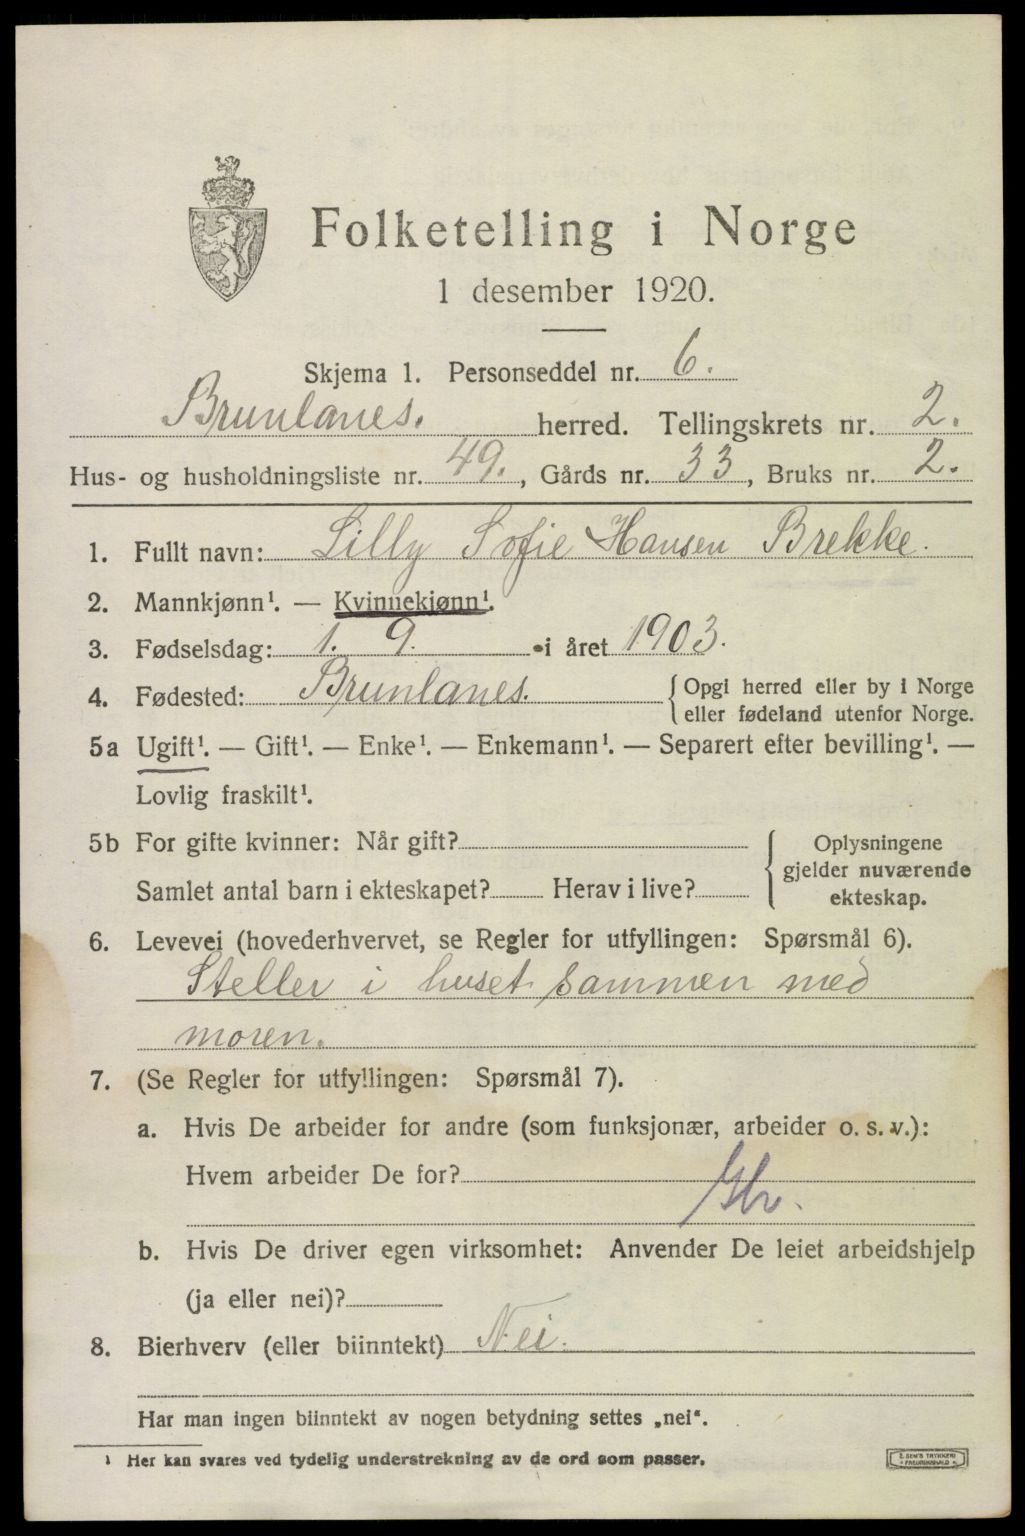 Folketelling i Norge
1 desember 1920.
Skjema 1. Personseddel nr. 6.
Brunlanes. herred. Tellingskrets nr. 2.
Hus- og husholdningsliste nr. 49., Gårds nr. 33, Bruks nr. 2.
1. Fullt navn: Lilly Sofie Hansen Brekke.
2. Mannkjønn¹. — Kvinnekjønn¹.
3. Fødselsdag: 1. 9. i året 1903.
4. Fødested: Brunlanes. { Opgi herred eller by i Norge
eller fødeland utenfor Norge.
5a Ugift¹. — Gift¹. — Enke¹. — Enkemann¹. — Separert efter bevilling¹. —
Lovlig fraskilt¹.
5b For gifte kvinner: Når gift?
Samlet antal barn i ekteskapet? Herav i live?
{ Oplysningene
gjelder nuværende
ekteskap.
6. Levevei (hovederhvervet, se Regler for utfyllingen: Spørsmål 6).
Steller i huset sammen med
moren.
7. (Se Regler for utfyllingen: Spørsmål 7).
a. Hvis De arbeider for andre (som funksjonær, arbeider o. s. v.):
Hvem arbeider De for?
b. Hvis De driver egen virksomhet: Anvender De leiet arbeidshjelp
(ja eller nei)?
8. Bierhverv (eller biinntekt) Nei.
Har man ingen biinntekt av nogen betydning settes „nei“.
¹ Her kan svares ved tydelig understrekning av de ord som passer.